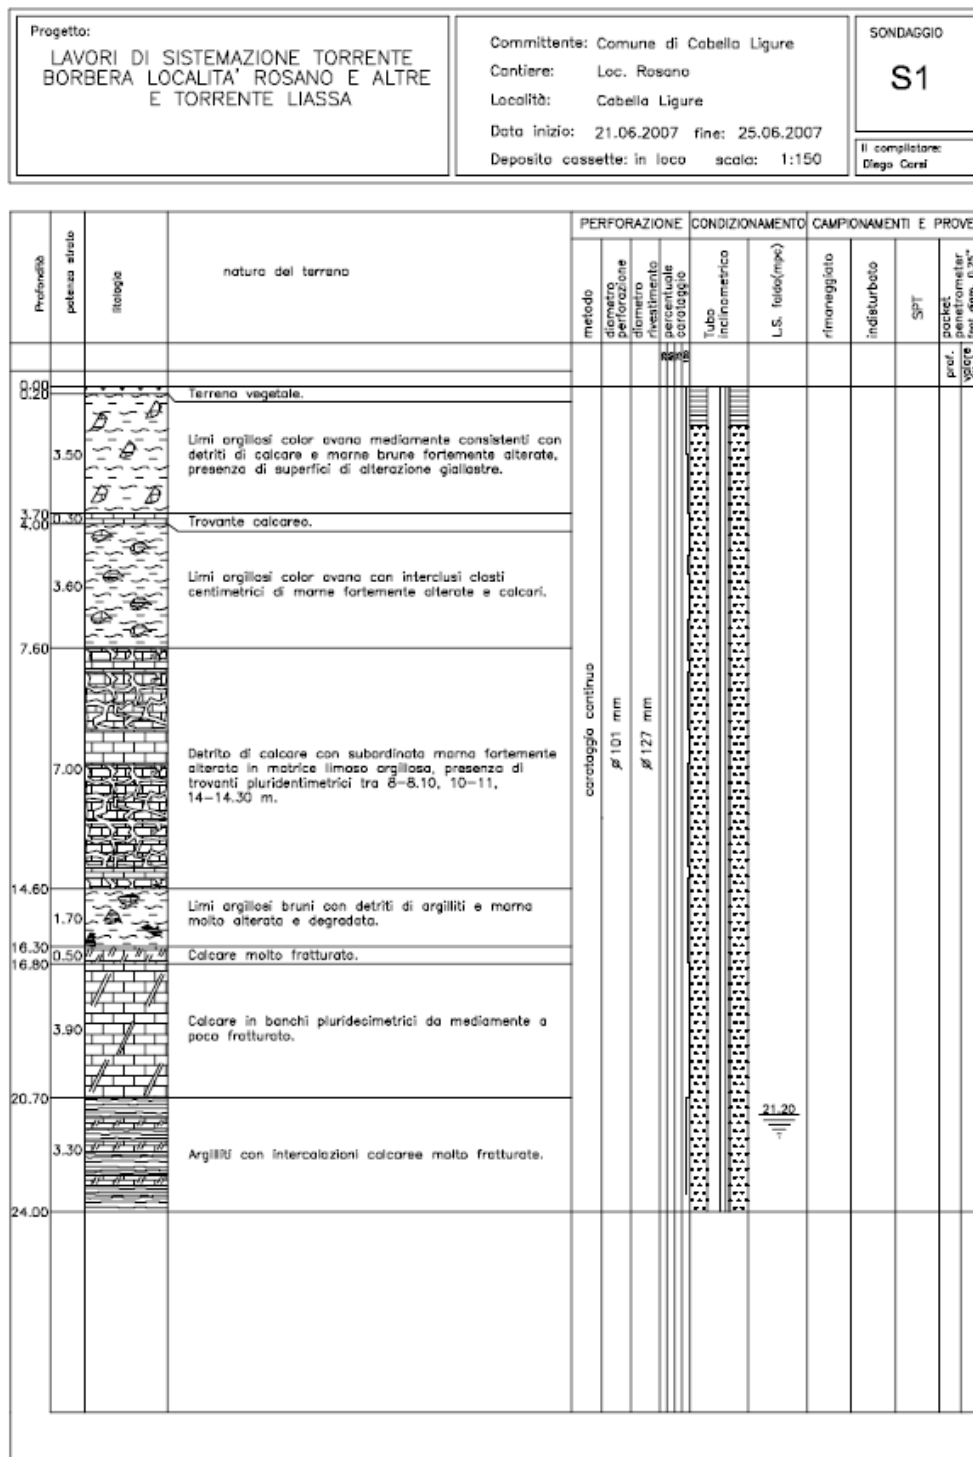 Progetto:
LAVORI DI SISTEMAZIONE TORRENTE
BORBERA LOCALITA' ROSANO E ALTRE
E TORRENTE LIASSA
Committente: Comune di Cabella Ligure
Cantiere: Loc. Rosano
Località: Cabella Ligure
Data inizio: 21.06.2007 fine: 25.06.2007
Deposito cassette: in loco scala: 1:150
SONDAGGIO
S1
Il compilatore:
Diego Corsi
Profondità
potenza strato
litologia
natura del terreno
PERFORAZIONE
CONDIZIONAMENTO
CAMPIONAMENTI E PROVE
metodo
diametro
perforazione
diametro
rivestimento
percentuale
carotaggio
Tubo
inclinometrico
L.S. falda(mpc)
rimaneggiato
indisturbato
SPT
pocket
penetrometer
prof.
valore
0.00
0.20
Terreno vegetale.
3.50
Limi argillosi color avana mediamente consistenti con
detriti di calcare e marne brune fortemente alterate,
presenza di superfici di alterazione giallastre.
3.70
0.30
4.00
Trovante calcareo.
3.60
Limi argillosi color avana con interclusi clasti
centimetrici di marne fortemente alterate e calcari.
7.60
carotaggio continuo
ø 101 mm
ø 127 mm
7.00
Detrito di calcare con subordinata marna fortemente
alterata in matrice limoso argillosa, presenza di
trovanti pluridentimetrici tra 8-8.10, 10-11,
14-14.30 m.
14.60
1.70
Limi argillosi bruni con detriti di argilliti e marna
molto alterata e degradata.
16.30
0.50
Calcare molto fratturato.
16.80
3.90
Calcare in banchi pluridecimetrici da mediamente a
poco fratturato.
20.70
21.20
3.30
Argilliti con intercalazioni calcaree molto fratturate.
24.00